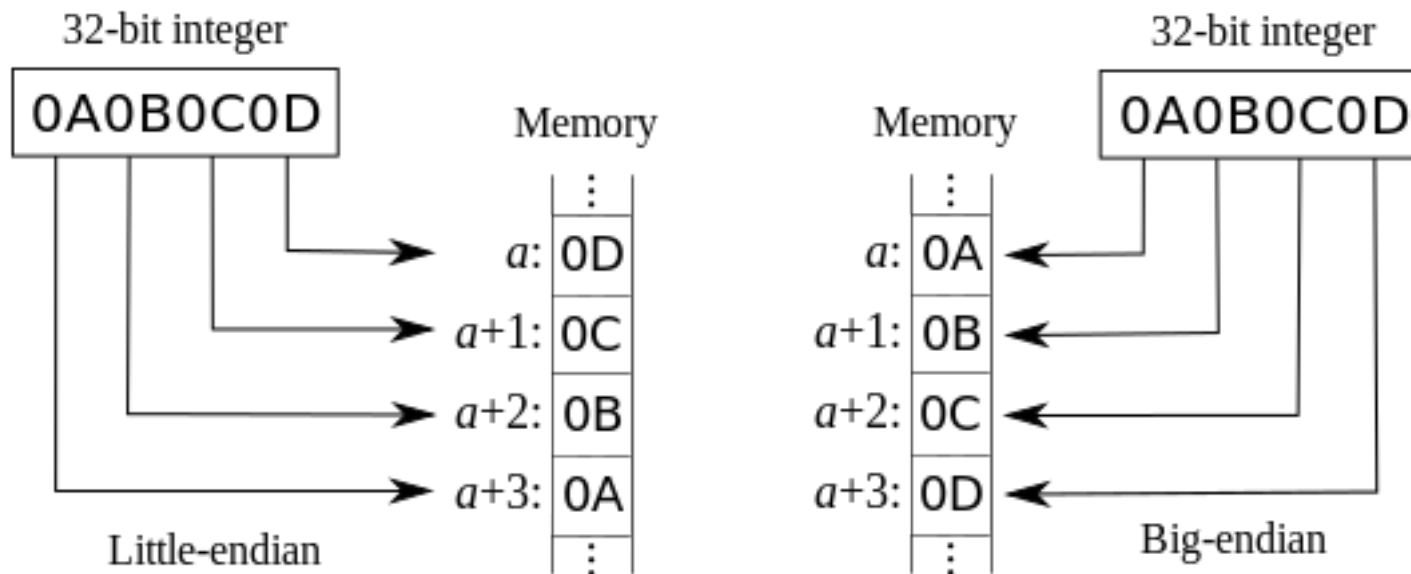 32-bit integer
0A0B0C0D
Memory
⋮
a: 0D
a+1: 0C
a+2: 0B
a+3: 0A
⋮
Little-endian
32-bit integer
0A0B0C0D
Memory
⋮
a: 0A
a+1: 0B
a+2: 0C
a+3: 0D
⋮
Big-endian